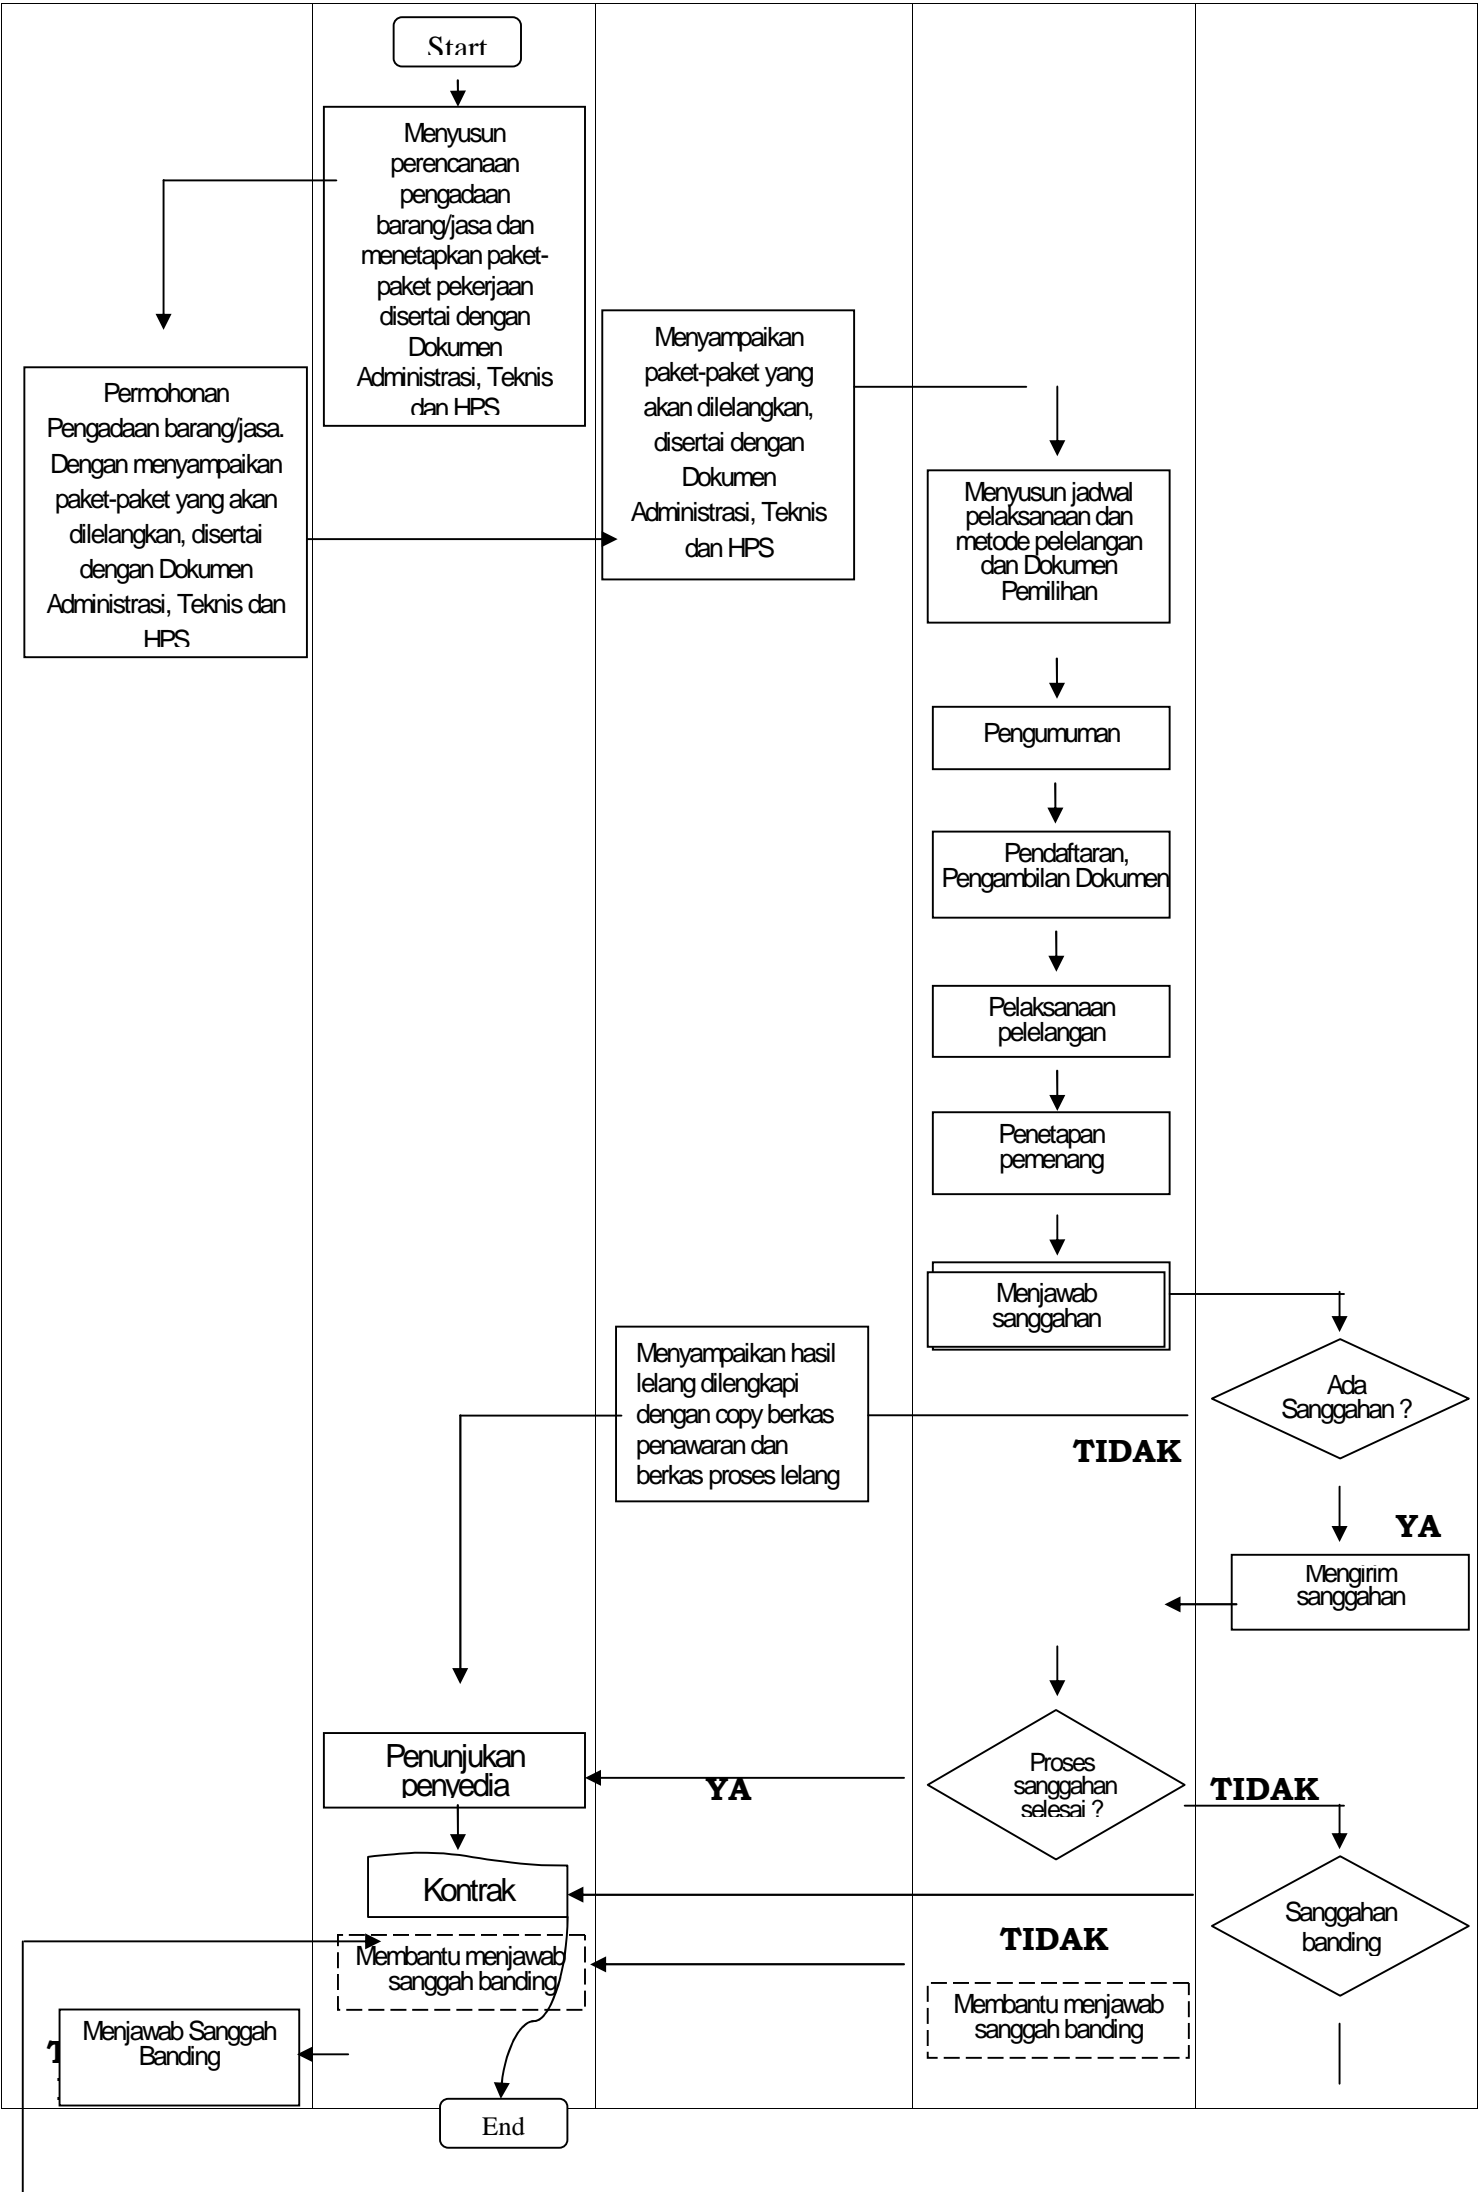 Start
Menyusun
perencanaan
pengadaan
barang/jasa dan
menetapkan paket-
paket pekerjaan
disertai dengan
Dokumen
Administrasi, Teknis
dan HPS
Permohonan
Pengadaan barang/jasa.
Dengan menyampaikan
paket-paket yang akan
dilelangkan, disertai
dengan Dokumen
Administrasi, Teknis dan
HPS
Menyampaikan
paket-paket yang
akan dilelangkan,
disertai dengan
Dokumen
Administrasi, Teknis
dan HPS
Menyusun jadwal
pelaksanaan dan
metode pelelangan
dan Dokumen
Pemilihan
Pengumuman
Pendaftaran,
Pengambilan Dokumen
Pelaksanaan
pelelangan
Penetapan
pemenang
Menjawab
sanggahan
Ada
Sanggahan ?
TIDAK
Menyampaikan hasil
lelang dilengkapi
dengan copy berkas
penawaran dan
berkas proses lelang
YA
Mengirim
sanggahan
Proses
sanggahan
selesai ?
YA
TIDAK
Penunjukan
penyedia
Kontrak
Sanggahan
banding
TIDAK
Membantu menjawab
sanggah banding
Membantu menjawab
sanggah banding
Menjawab Sanggah
Banding
End